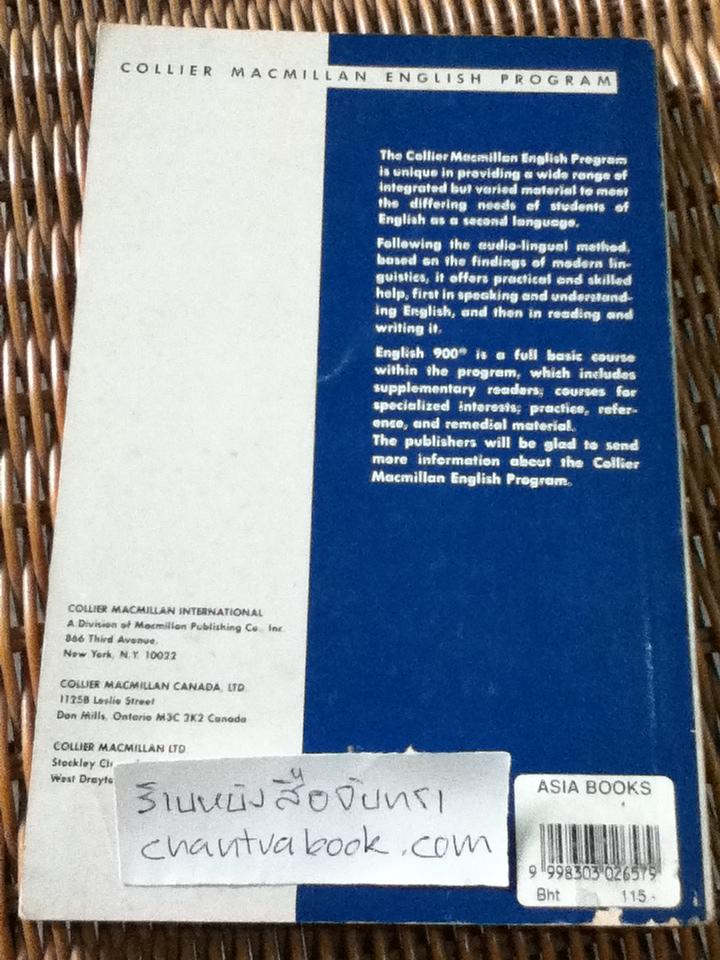 COLLIER MACMILLAN ENGLISH PROGRAM
The Collier Macmillan English Program
is unique in providing a wide range of
integrated but varied material to meet
the differing needs of students of
English as a second language.
Following the audio-lingual method,
based on the findings of modern lin-
guistics, it offers practical and skilled
help, first in speaking and understand-
ing English, and then in reading and
writing it.
English 900® is a full basic course
within the program, which includes
supplementary readers; courses for
specialized interests; practice, refer-
ence, and remedial material.
The publishers will be glad to send
more information about the Collier
Macmillan English Program.
COLLIER MACMILLAN INTERNATIONAL
A Division of Macmillan Publishing Co., Inc.
866 Third Avenue,
New York, N.Y. 10022
COLLIER MACMILLAN CANADA, LTD.
1125B Leslie Street
Don Mills, Ontario M3C 2K2 Canada
COLLIER MACMILLAN LTD
Stockley
West
ร้านหนังสือจันทรา
chantrabook.com
ASIA BOOKS
9 998303 026579
Bht 115.-